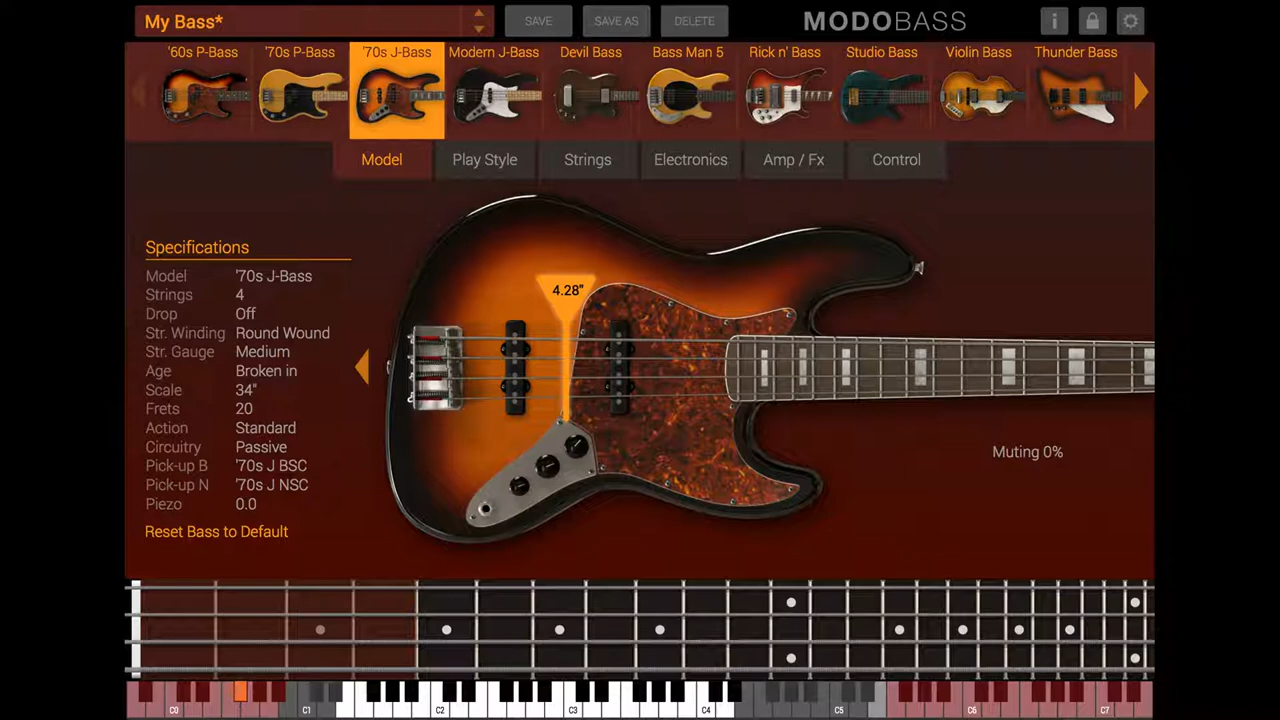 My Bass*
SAVE
SAVE AS
DELETE
MODOBASS
i
'60s P-Bass
'70s P-Bass
'70s J-Bass
Modern J-Bass
Devil Bass
Bass Man 5
Rick n' Bass
Studio Bass
Violin Bass
Thunder Bass
Model
Play Style
Strings
Electronics
Amp / Fx
Control
Specifications
Model '70s J-Bass
Strings 4
Drop Off
Str. Winding Round Wound
Str. Gauge Medium
Age Broken in
Scale 34"
Frets 20
Action Standard
Circuitry Passive
Pick-up B '70s J BSC
Pick-up N '70s J NSC
Piezo 0.0
Reset Bass to Default
4.28"
Muting 0%
C0 C1 C2 C3 C4 C5 C6 C7